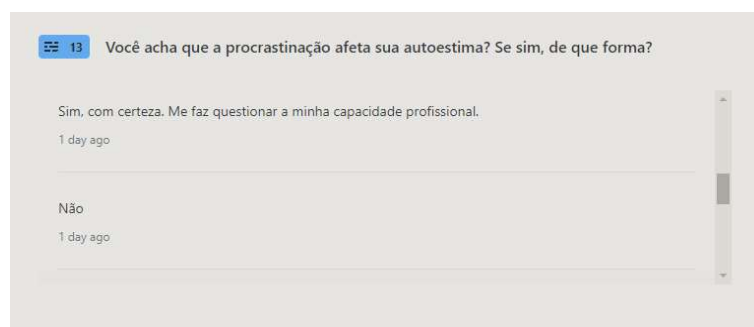 13 Você acha que a procrastinação afeta sua autoestima? Se sim, de que forma?
Sim, com certeza. Me faz questionar a minha capacidade profissional.
1 day ago
Não
1 day ago